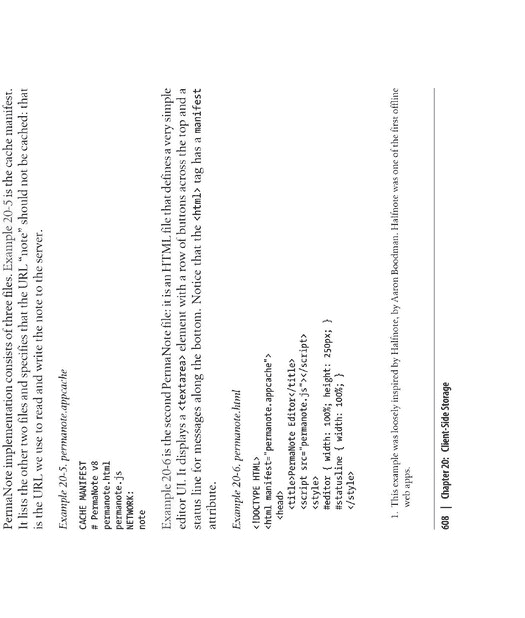 PermaNote implementation consists of three files. Example 20-5 is the cache manifest.
It lists the other two files and specifies that the URL “note” should not be cached: that
is the URL we use to read and write the note to the server.
Example 20-5. permanote.appcache
CACHE MANIFEST
# PermaNote v8
permanote.html
permanote.js
NETWORK:
note
Example 20-6 is the second PermaNote file: it is an HTML file that defines a very simple
editor UI. It displays a <textarea> element with a row of buttons across the top and a
status line for messages along the bottom. Notice that the <html> tag has a manifest
attribute.
Example 20-6. permanote.html
<!DOCTYPE HTML>
<html manifest="permanote.appcache">
<head>
<title>PermaNote Editor</title>
<script src="permanote.js"></script>
<style>
#editor { width: 100%; height: 250px; }
#statusline { width: 100%; }
</style>
1. This example was loosely inspired by Halfnote, by Aaron Boodman. Halfnote was one of the first offline
web apps.
608 | Chapter 20: Client-Side Storage